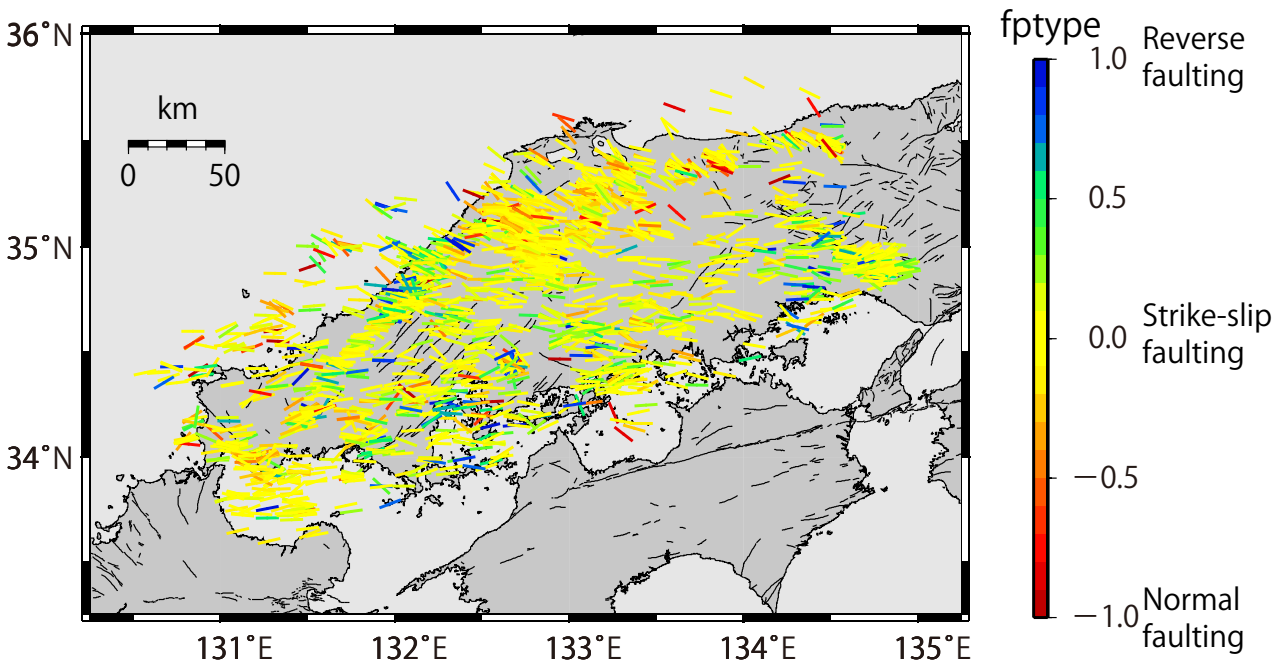 36°N
35°N
34°N
km
0 50
131°E 132°E 133°E 134°E 135°E
fptype
1.0
0.5
0.0
−0.5
−1.0
Reverse
faulting
Strike-slip
faulting
Normal
faulting